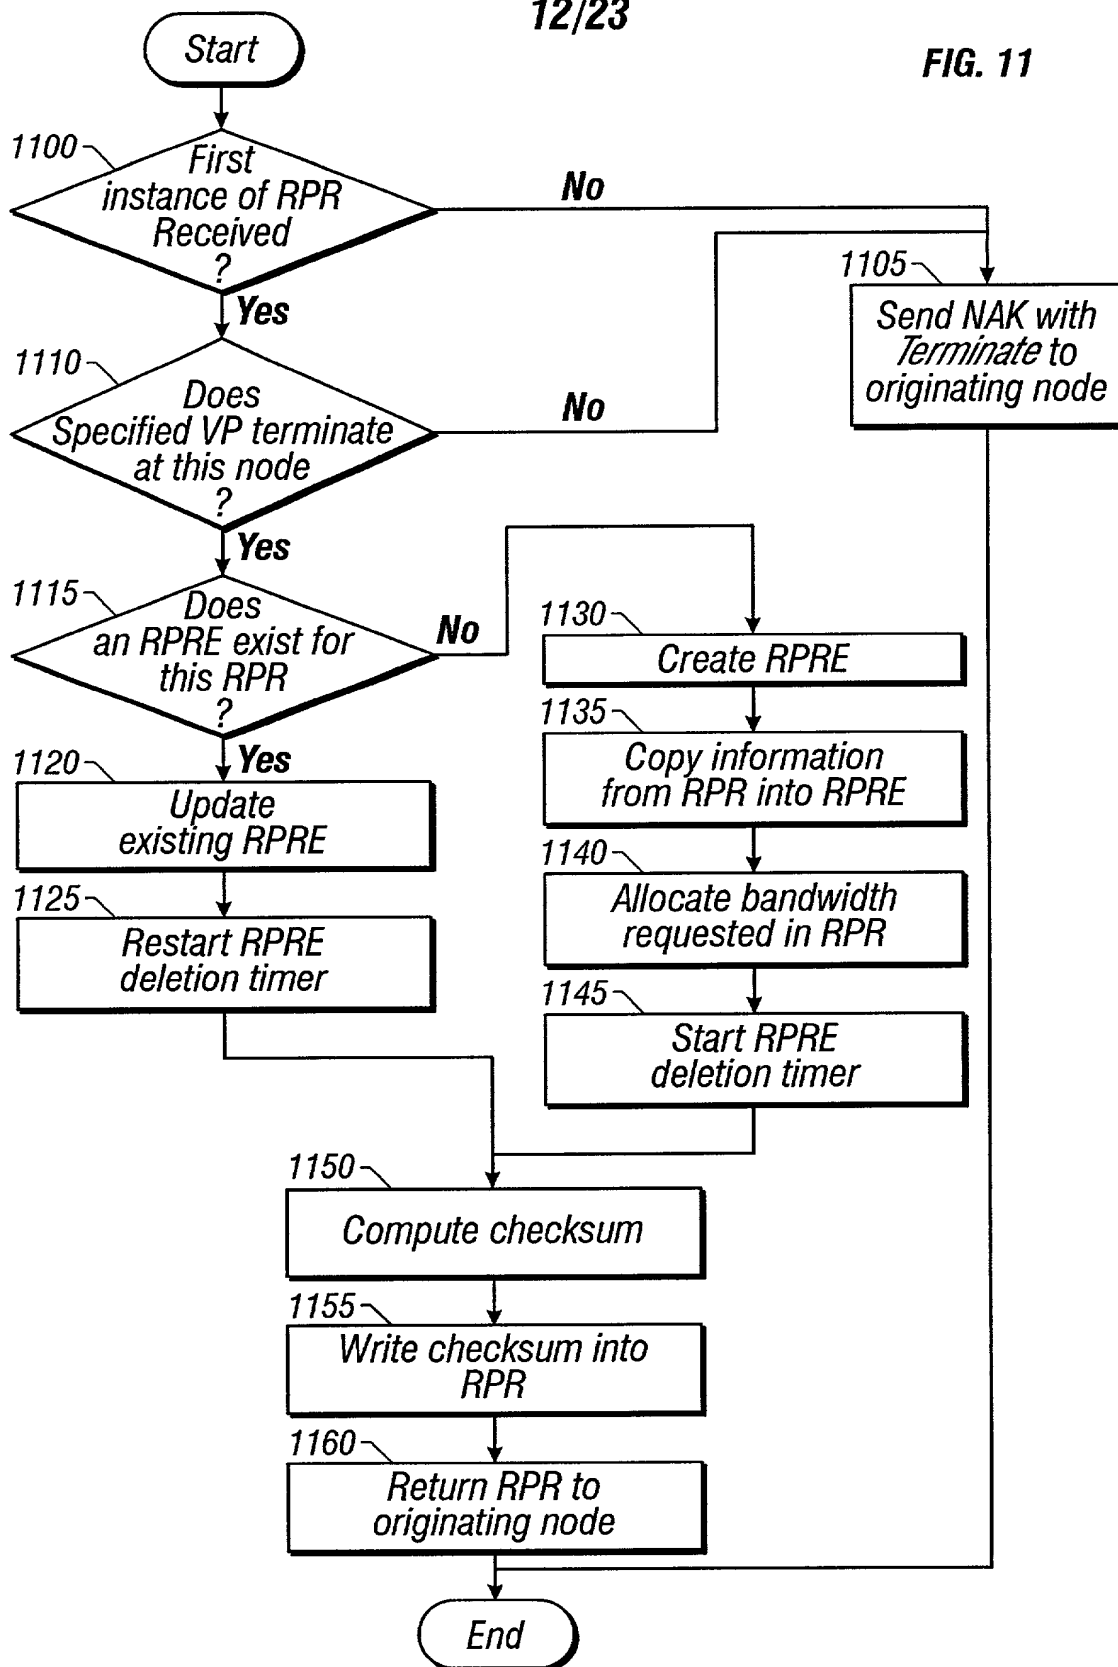 12/23
FIG. 11
Start
1100
First
instance of RPR
Received
?
No
Yes
1105
Send NAK with
Terminate to
originating node
1110
Does
Specified VP terminate
at this node
?
No
Yes
1115
Does
an RPRE exist for
this RPR
?
No
Yes
1120
Update
existing RPRE
1125
Restart RPRE
deletion timer
1130
Create RPRE
1135
Copy information
from RPR into RPRE
1140
Allocate bandwidth
requested in RPR
1145
Start RPRE
deletion timer
1150
Compute checksum
1155
Write checksum into
RPR
1160
Return RPR to
originating node
End